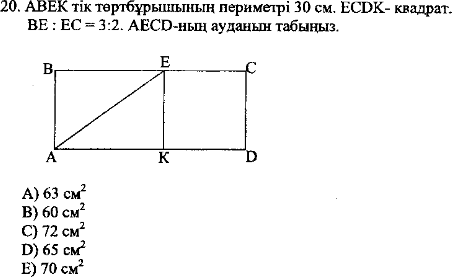 20. АВЕК тік төртбұрышының периметрі 30 см. ECDK- квадрат.
BE : EC = 3:2. AECD-ның ауданын табыңыз.
B E C
A K D
A) 63 см²
B) 60 см²
C) 72 см²
D) 65 см²
E) 70 см²